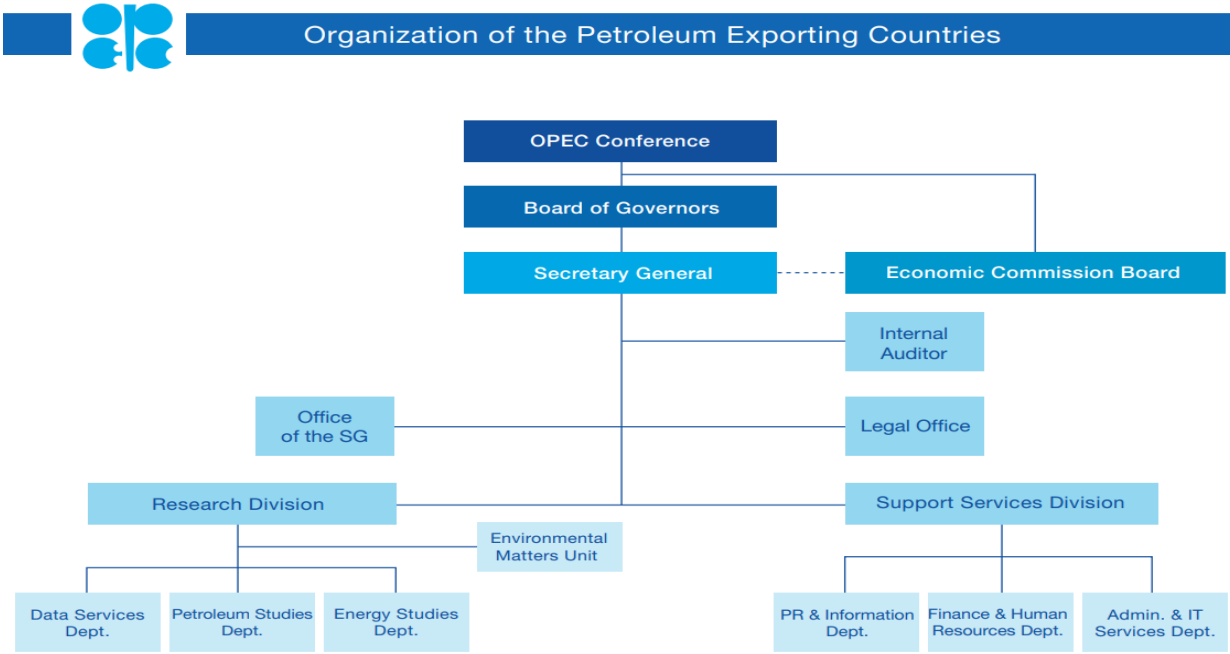 Organization of the Petroleum Exporting Countries
OPEC Conference
Board of Governors
Secretary General
Economic Commission Board
Internal
Auditor
Office
of the SG
Legal Office
Research Division
Support Services Division
Environmental
Matters Unit
Data Services
Dept.
Petroleum Studies
Dept.
Energy Studies
Dept.
PR & Information
Dept.
Finance & Human
Resources Dept.
Admin. & IT
Services Dept.